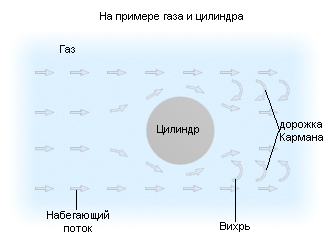 На примере газа и цилиндра
Газ
Цилиндр
дорожка
Кармана
Набегающий
поток
Вихрь